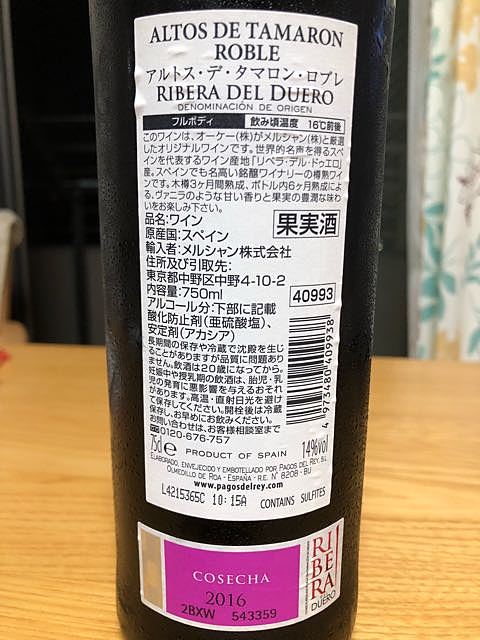 ALTOS DE TAMARON
ROBLE
アルトス・デ・タマロン・ロブレ
RIBERA DEL DUERO
DENOMINACIÓN DE ORIGEN
フルボディ 飲み頃温度 16℃前後
このワインは、オーケー(株)がメルシャン(株)と厳選
したオリジナルワインです。世界的名声を得るスペ
インを代表するワイン産地「リベラ・デル・ドゥエロ」
産。スペインでも名高い銘醸ワイナリーの樽熟ワイ
ンです。木樽3ヶ月間熟成、ボトル内6ヶ月熟成によ
る、ヴァニラのような甘い香りと果実の豊潤な味わ
いをお楽しみ下さい。
品名:ワイン
果実酒
原産国:スペイン
輸入者:メルシャン株式会社
住所及び引取先:
東京都中野区中野4-10-2
内容量:750ml
40993
アルコール分:下部に記載
酸化防止剤(亜硫酸塩)、
安定剤(アカシア)
長期間の保存や冷蔵で沈殿を生じ
ることがありますが品質に問題あり
ません。飲酒は20歳になってから。
妊娠中や授乳期の飲酒は、胎児・乳
児の発育に悪影響を与えるおそれ
があります。高温・直射日光を避け
て保存してください。開栓後は冷蔵
保存し、お早めにお飲みください。
お問い合わせは、お客様相談室まで
0120-676-757
4 973480 409938
75cl e PRODUCT OF SPAIN 14%vol
ELABORADO, ENVEJECIDO Y EMBOTELLADO POR PAGOS DEL REY, S.L.
OLMEDILLO DE ROA - ESPAÑA - R.E. Nº 8208 - BU
www.pagosdelrey.com
L4215365C 10:15A CONTAINS SULFITES
COSECHA
2016
2BXW 543359
RIBERA
DEL DUERO